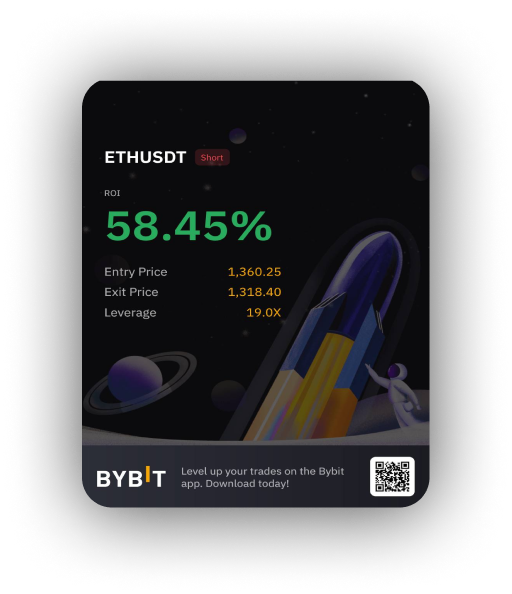 ETHUSDT Short
ROI
58.45%
Entry Price 1,360.25
Exit Price 1,318.40
Leverage 19.0X
BYBIT
Level up your trades on the Bybit
app. Download today!